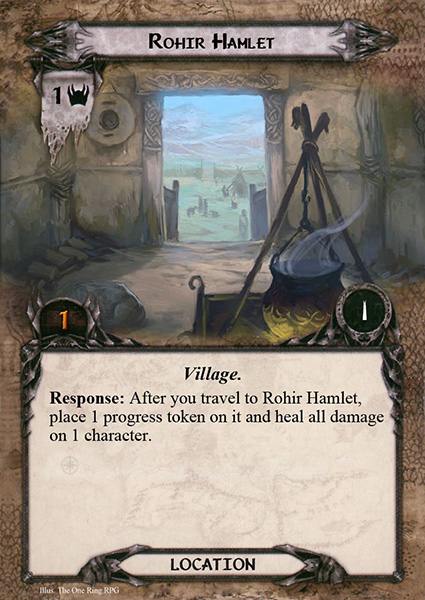 ROHIR HAMLET
1
1
Village.
Response: After you travel to Rohir Hamlet,
place 1 progress token on it and heal all damage
on 1 character.
LOCATION
Illus. The One Ring RPG